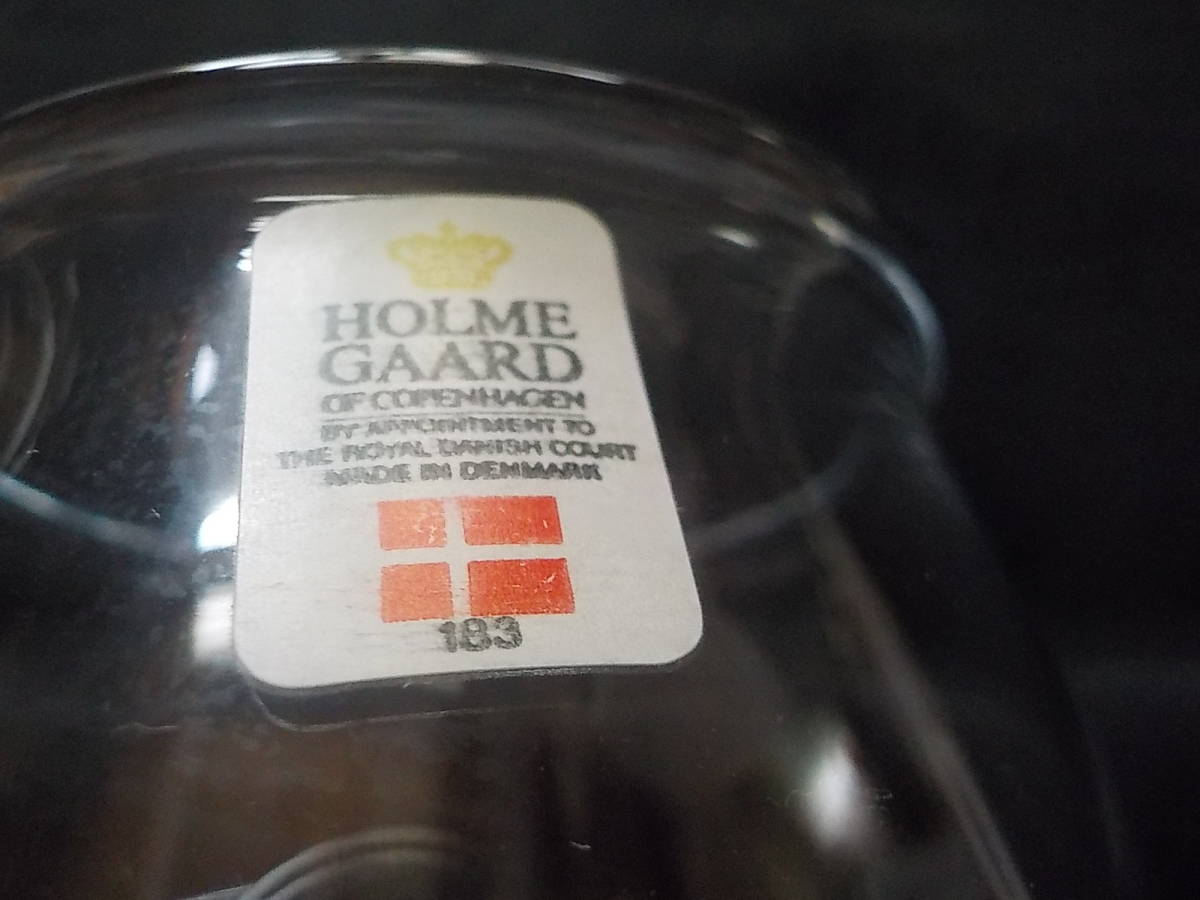 HOLME
GAARD
OF COPENHAGEN
BY APPOINTMENT TO
THE ROYAL DANISH COURT
MADE IN DENMARK
183